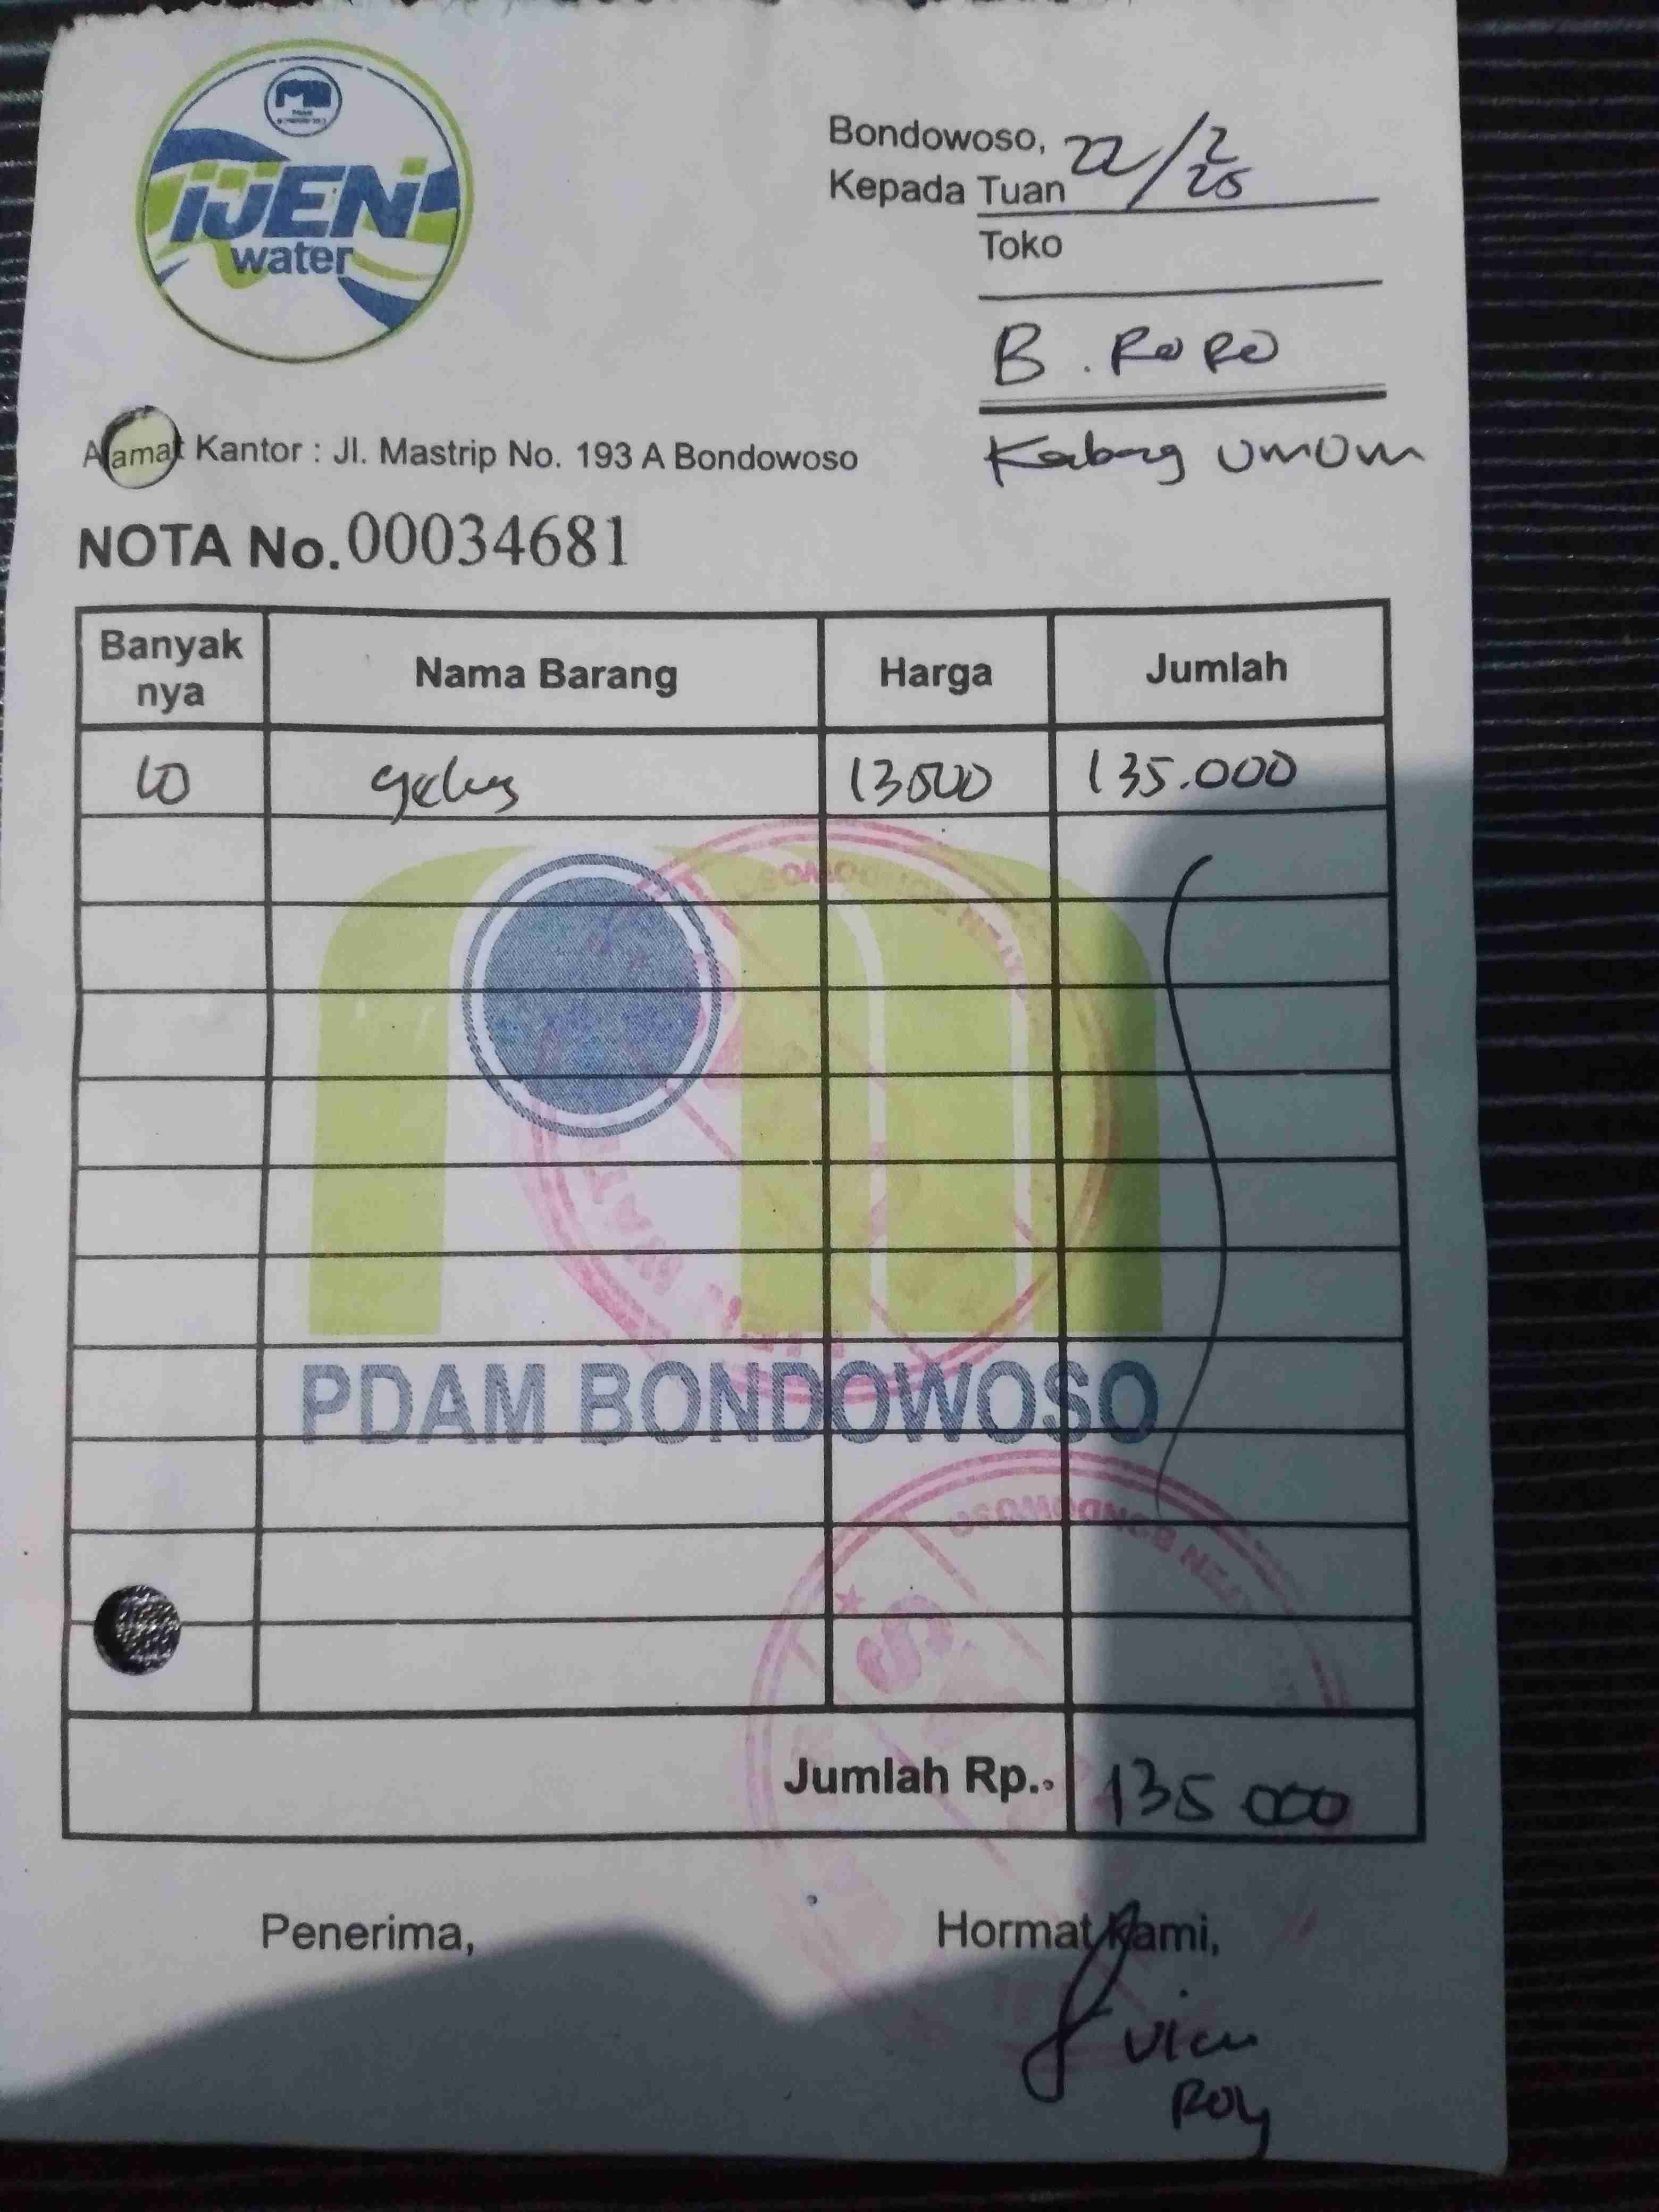 IJEN
water
Bondowoso, 22/2 25
Kepada Tuan
Toko
B. RoRo
Kabag umum
Alamat Kantor : Jl. Mastrip No. 193 A Bondowoso
NOTA No. 00034681
Banyak nya Nama Barang Harga Jumlah
10 gelas 13500 135.000
PDAM BONDOWOSO
Jumlah Rp.. 135 000
Penerima, Hormat Kami,
Roy